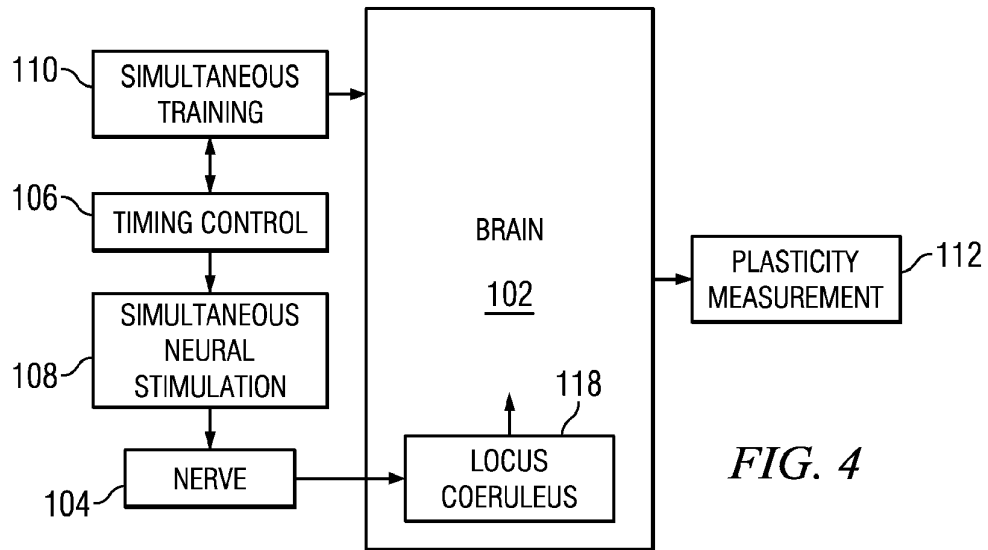 110
SIMULTANEOUS
TRAINING
106
TIMING CONTROL
108
SIMULTANEOUS
NEURAL
STIMULATION
104
NERVE
BRAIN
102
118
LOCUS
COERULEUS
PLASTICITY
MEASUREMENT
112
FIG. 4